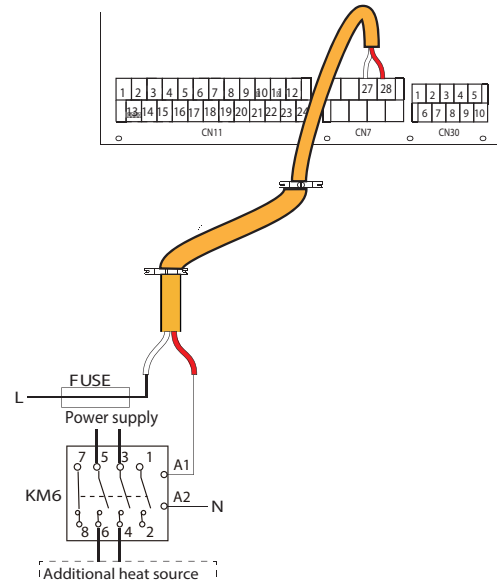 1 2 3 4 5 6 7 8 9 10 11 12
27 28
1 2 3 4 5
13 14 15 16 17 18 19 20 21 22 23 24
6 7 8 9 10
CN11 CN7 CN30
FUSE
L
Power supply
7 5 3 1
A1
KM6
A2
N
8 6 4 2
Additional heat source